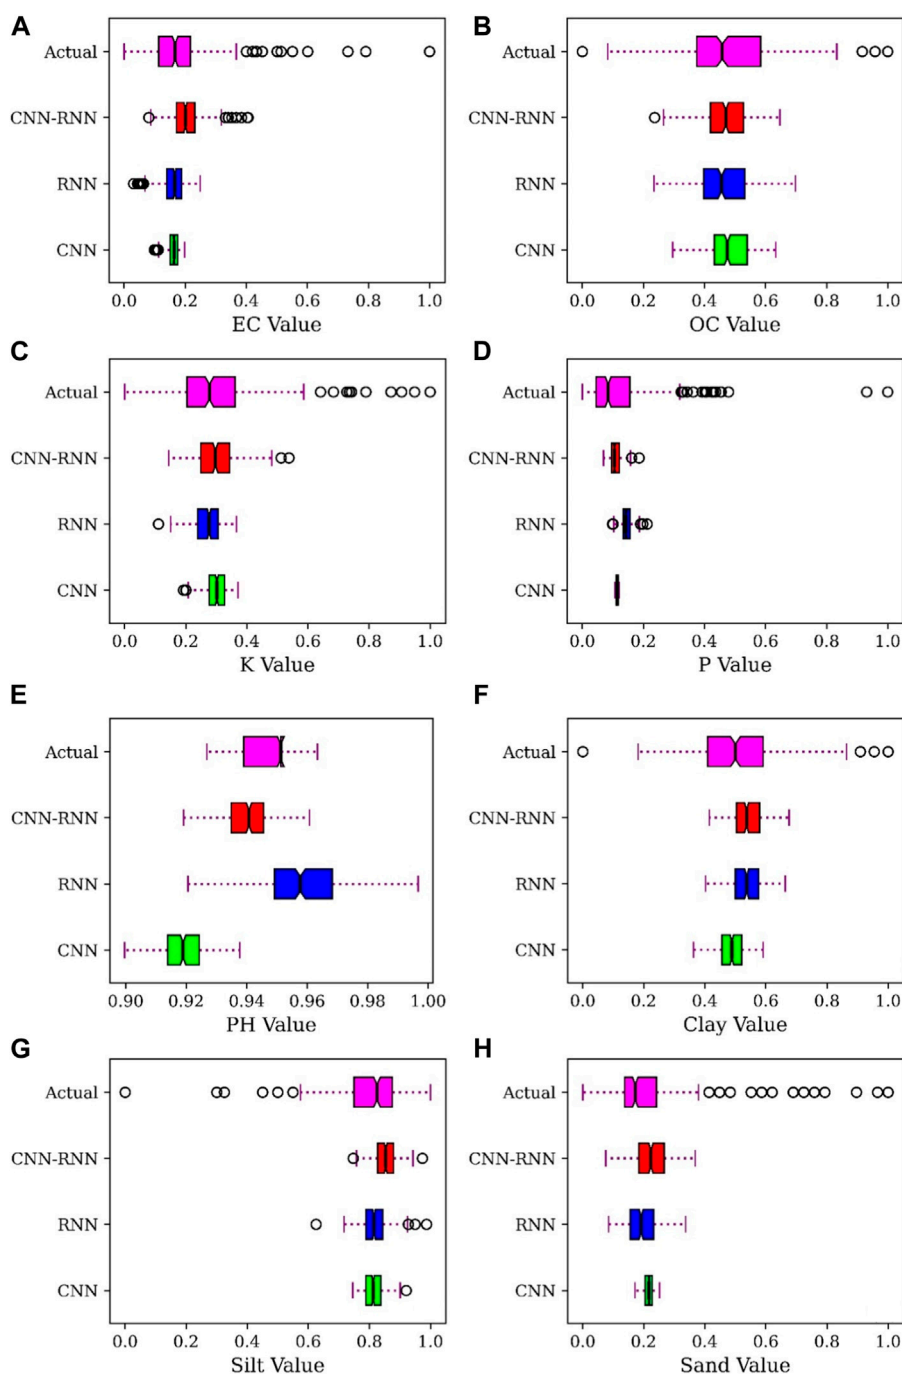 A
Actual
CNN-RNN
RNN
CNN
0.0 0.2 0.4 0.6 0.8 1.0
EC Value
B
Actual
CNN-RNN
RNN
CNN
0.0 0.2 0.4 0.6 0.8 1.0
OC Value
C
Actual
CNN-RNN
RNN
CNN
0.0 0.2 0.4 0.6 0.8 1.0
K Value
D
Actual
CNN-RNN
RNN
CNN
0.0 0.2 0.4 0.6 0.8 1.0
P Value
E
Actual
CNN-RNN
RNN
CNN
0.90 0.92 0.94 0.96 0.98 1.00
PH Value
F
Actual
CNN-RNN
RNN
CNN
0.0 0.2 0.4 0.6 0.8 1.0
Clay Value
G
Actual
CNN-RNN
RNN
CNN
0.0 0.2 0.4 0.6 0.8 1.0
Silt Value
H
Actual
CNN-RNN
RNN
CNN
0.0 0.2 0.4 0.6 0.8 1.0
Sand Value